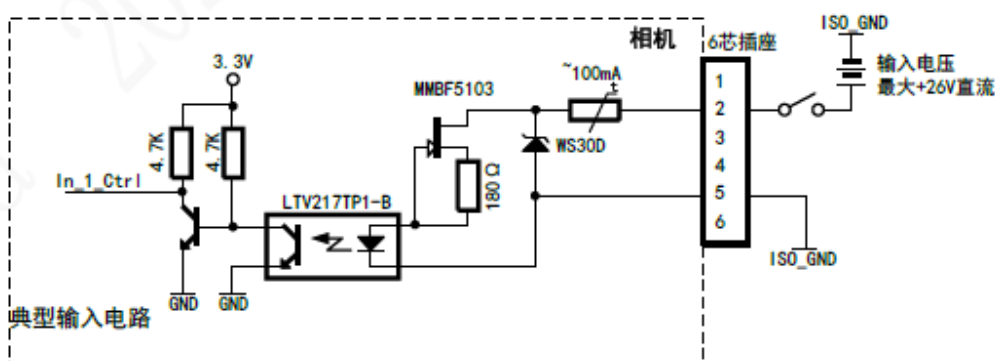 相机
6芯插座
ISO_GND
3.3V
~100mA
t
输入电压
最大+26V直流
MMBF5103
1
2
3
4
5
6
4.7K
4.7K
WS30D
180Ω
In_1_Ctrl
LTV217TP1-B
ISO_GND
GND
GND
典型输入电路